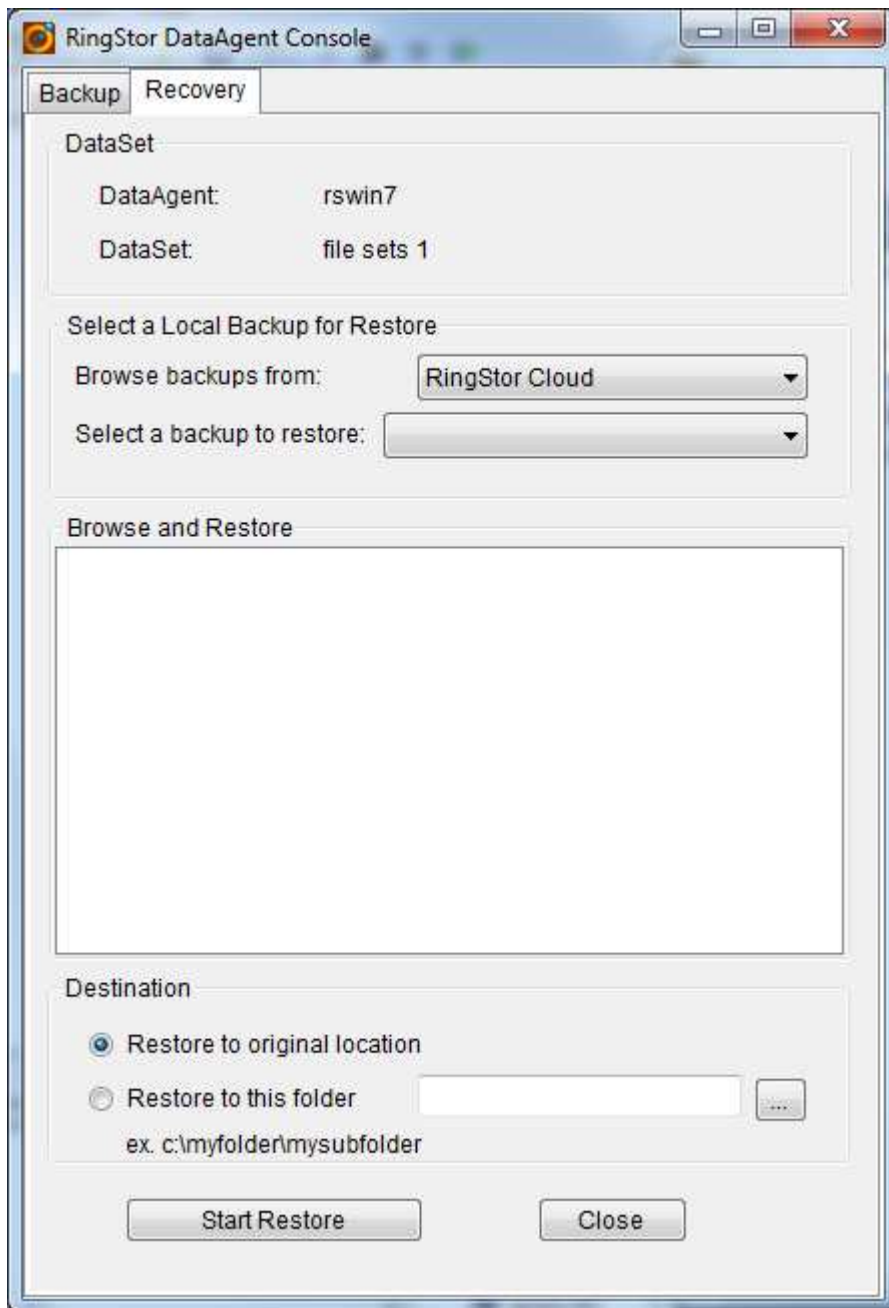 RingStor DataAgent Console
Backup Recovery
DataSet
DataAgent: rswin7
DataSet: file sets 1
Select a Local Backup for Restore
Browse backups from: RingStor Cloud
Select a backup to restore:
Browse and Restore
Destination
Restore to original location
Restore to this folder ...
ex. c:\myfolder\mysubfolder
Start Restore Close